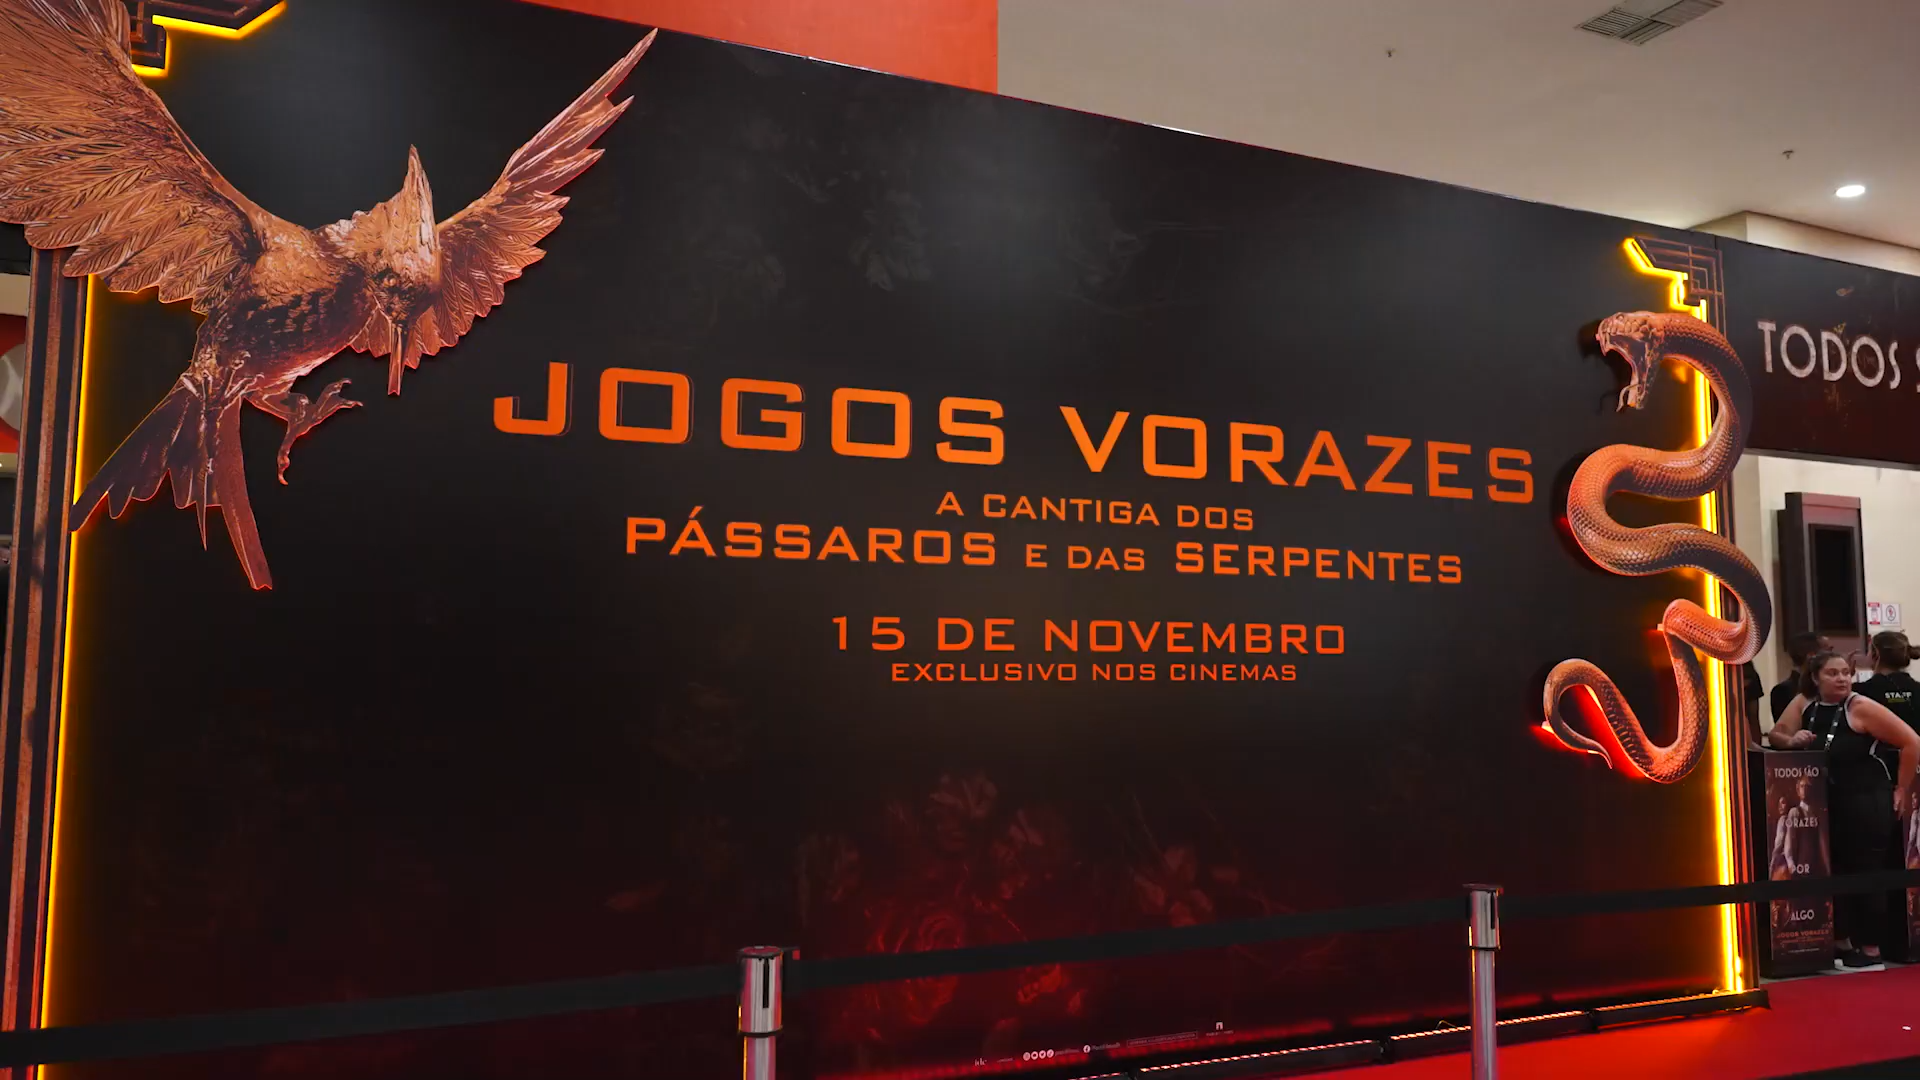 JOGOS VORAZES
A CANTIGA DOS
PÁSSAROS E DAS SERPENTES
15 DE NOVEMBRO
EXCLUSIVO NOS CINEMAS
TODOS
STAFF
TODOS SÃO
VORAZES
POR
ALGO
JOGOS VORAZES